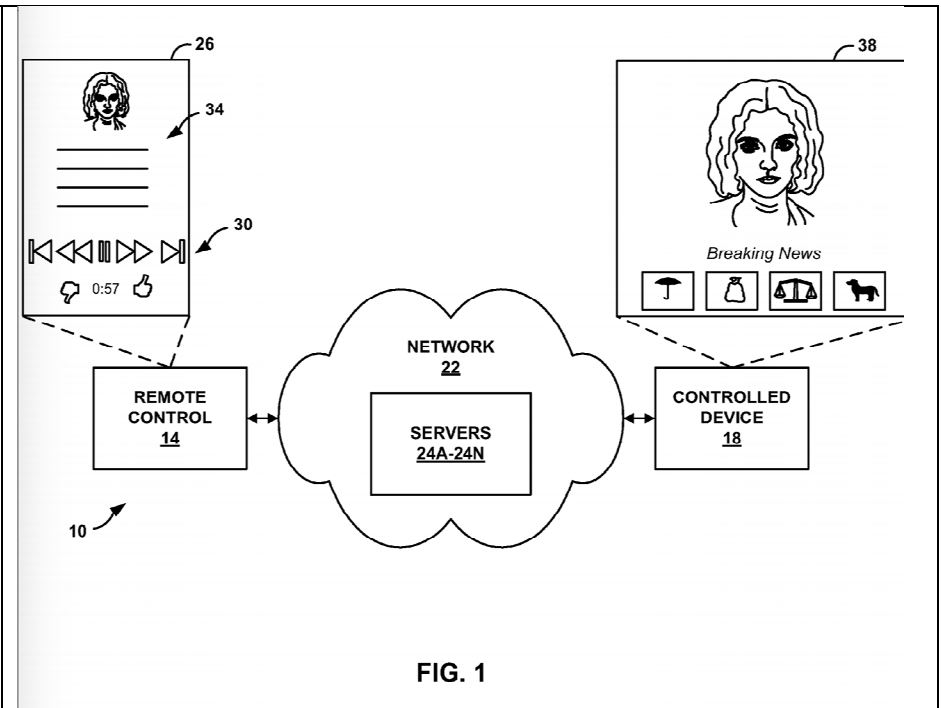 26
38
34
30
0:57
Breaking News
NETWORK
22
REMOTE
CONTROL
14
SERVERS
24A-24N
CONTROLLED
DEVICE
18
10
FIG. 1